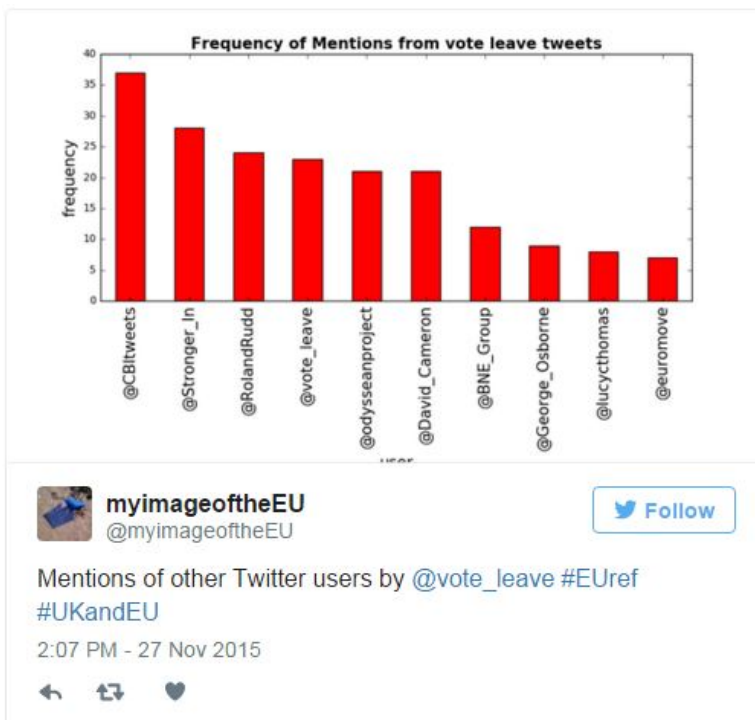 Frequency of Mentions from vote leave tweets
frequency
40
35
30
25
20
15
10
5
0
@CBItweets
@Stronger_In
@RolandRudd
@vote_leave
@odysseanproject
@David_Cameron
@BNE_Group
@George_Osborne
@lucycthomas
@euromove
user
myimageoftheEU
Follow
@myimageoftheEU
Mentions of other Twitter users by @vote_leave #EUref
#UKandEU
2:07 PM - 27 Nov 2015